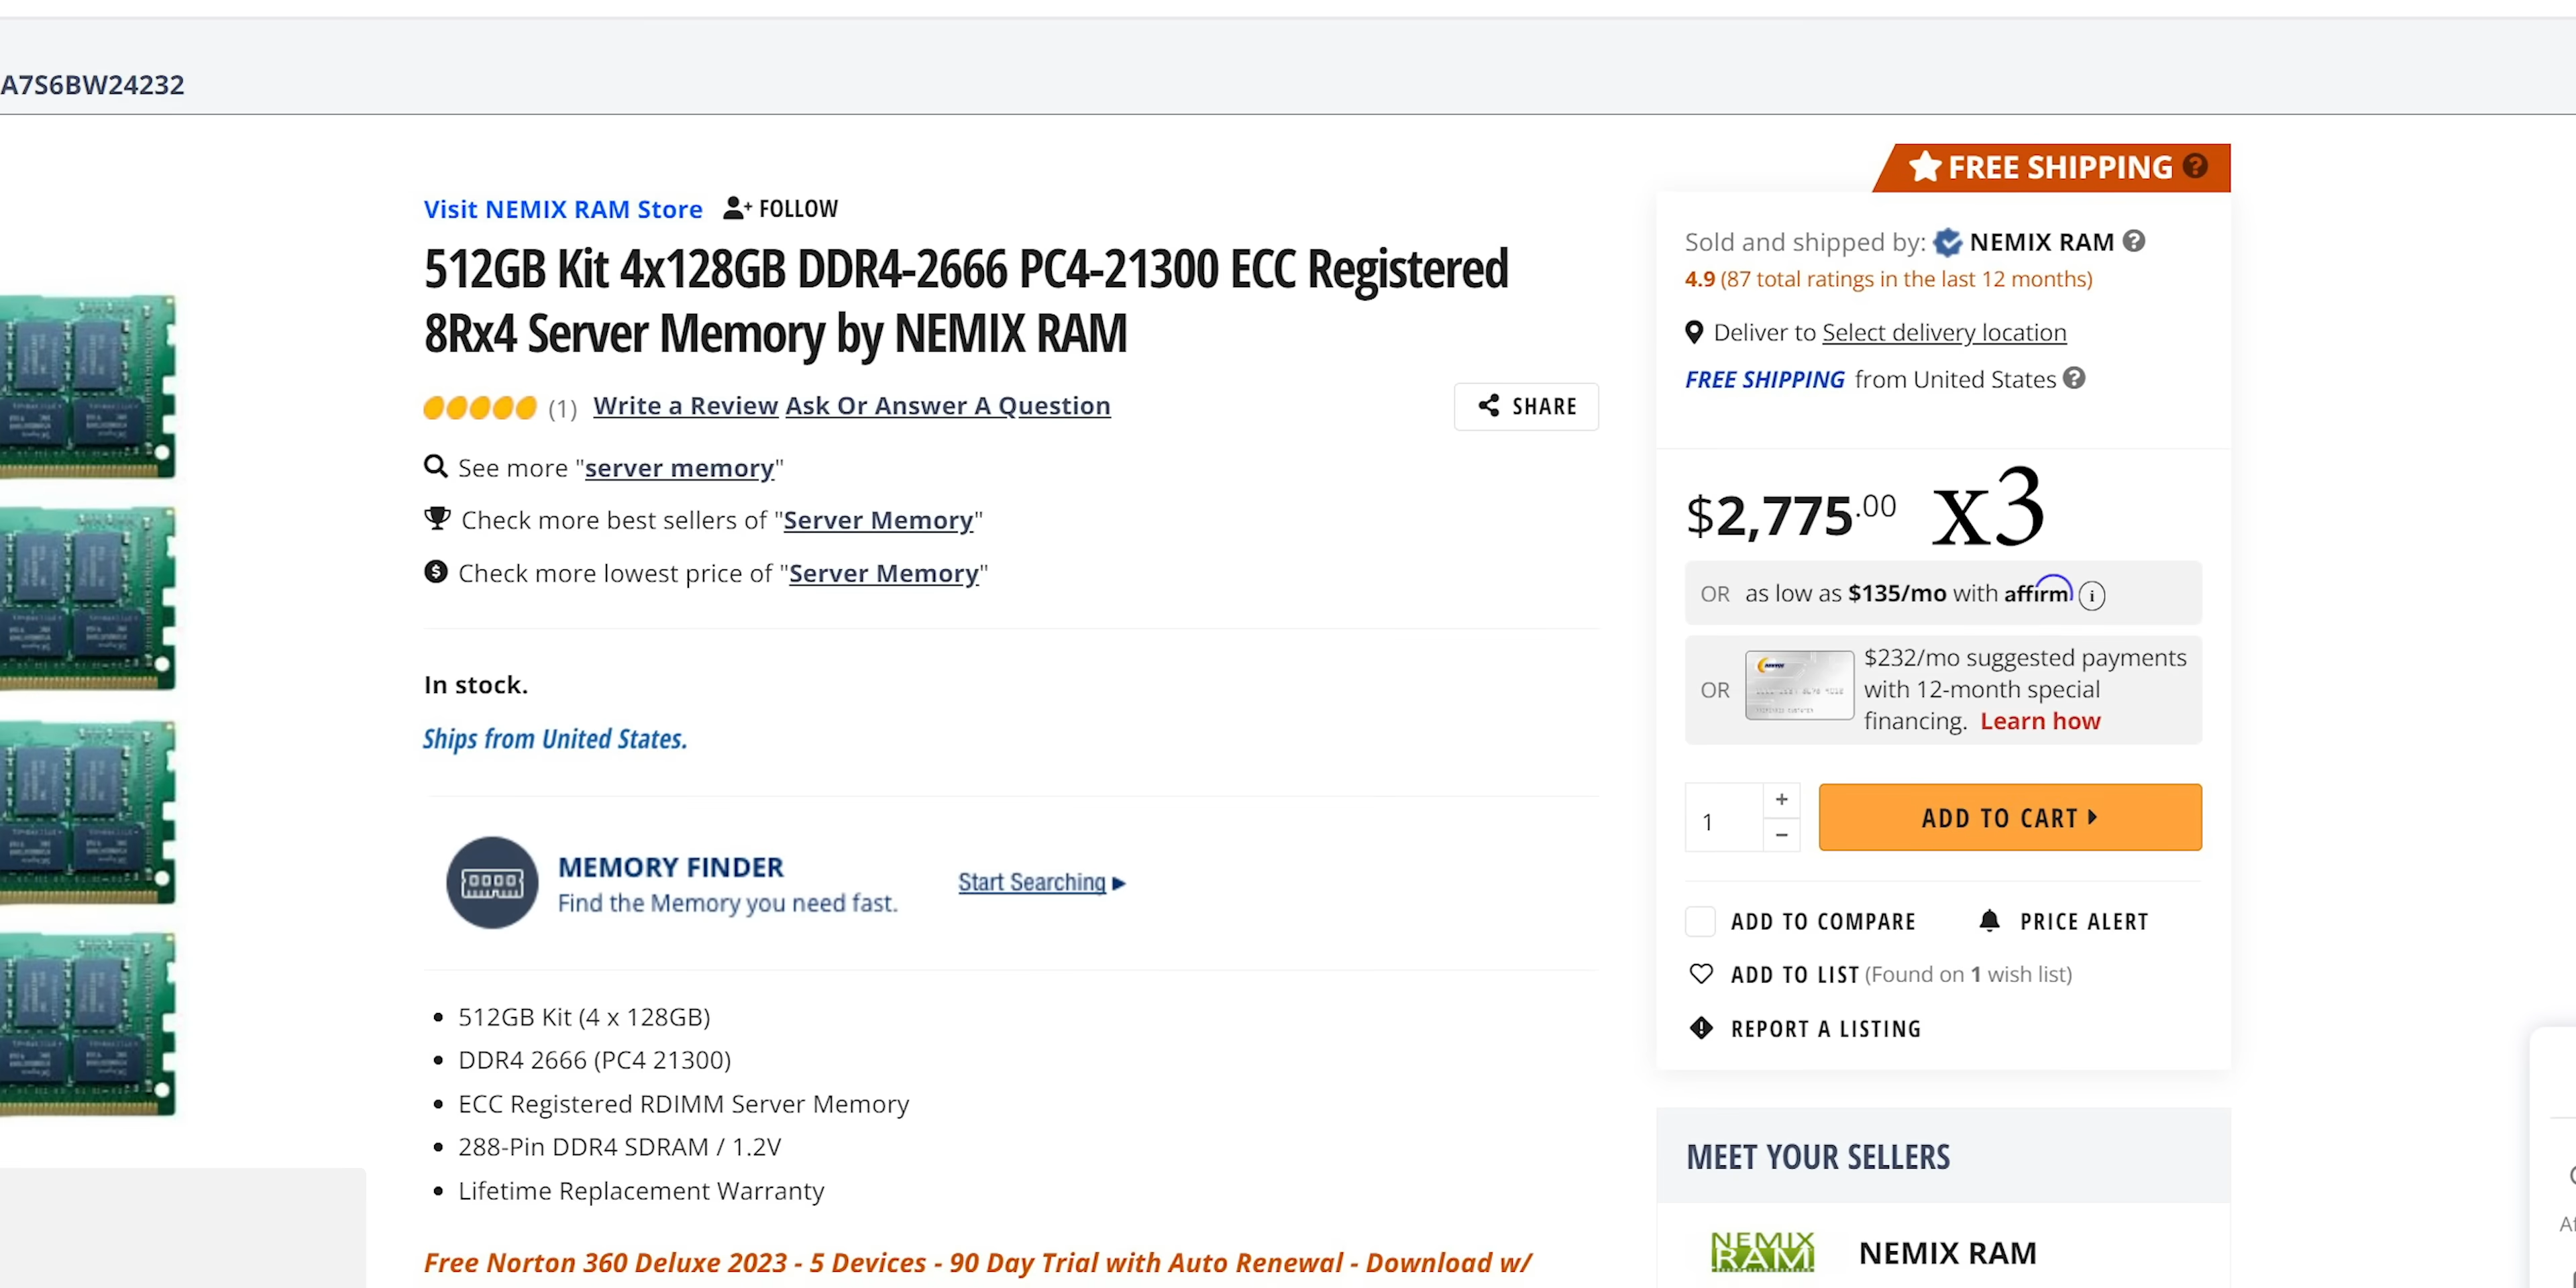 A7S6BW24232
FREE SHIPPING ?
Visit NEMIX RAM Store FOLLOW
512GB Kit 4x128GB DDR4-2666 PC4-21300 ECC Registered
8Rx4 Server Memory by NEMIX RAM
(1) Write a Review Ask Or Answer A Question
SHARE
See more "server memory"
Check more best sellers of "Server Memory"
Check more lowest price of "Server Memory"
In stock.
Ships from United States.
MEMORY FINDER
Find the Memory you need fast.
Start Searching
512GB Kit (4 x 128GB)
DDR4 2666 (PC4 21300)
ECC Registered RDIMM Server Memory
288-Pin DDR4 SDRAM / 1.2V
Lifetime Replacement Warranty
Free Norton 360 Deluxe 2023 - 5 Devices - 90 Day Trial with Auto Renewal - Download w/
Sold and shipped by: NEMIX RAM ?
4.9 (87 total ratings in the last 12 months)
Deliver to Select delivery location
FREE SHIPPING from United States ?
$2,775.00 x3
OR as low as $135/mo with affirm i
OR $232/mo suggested payments
with 12-month special
financing. Learn how
1 + −
ADD TO CART
ADD TO COMPARE PRICE ALERT
ADD TO LIST (Found on 1 wish list)
REPORT A LISTING
MEET YOUR SELLERS
NEMIX
RAM
NEMIX RAM